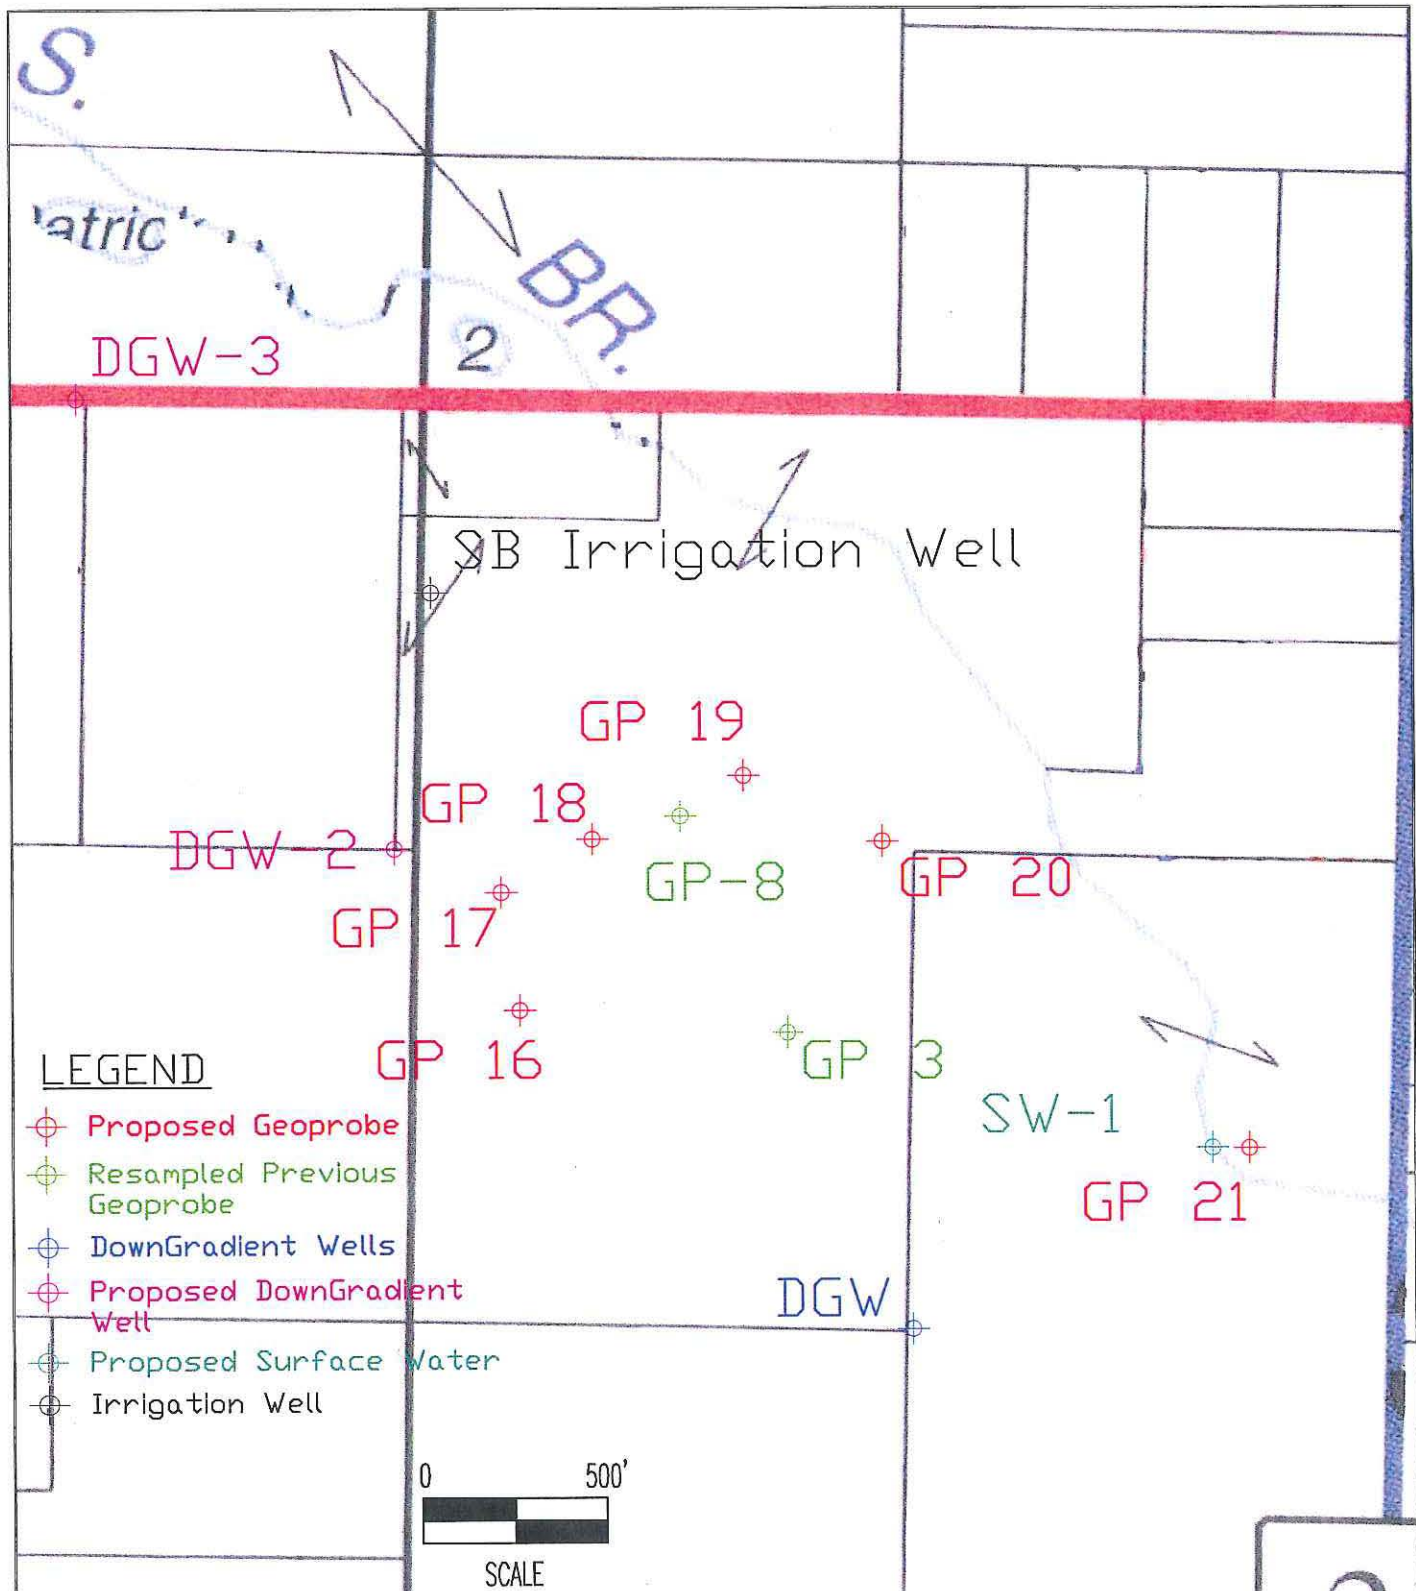 S.
BR.
2
DGW-3
SB Irrigation Well
GP 19
GP 18
DGW-2
GP-8
GP 20
GP 17
GP 16
GP 3
SW-1
GP 21
DGW
LEGEND
Proposed Geoprobe
Resampled Previous
Geoprobe
DownGradient Wells
Proposed DownGradient
Well
Proposed Surface Water
Irrigation Well
0 500'
SCALE